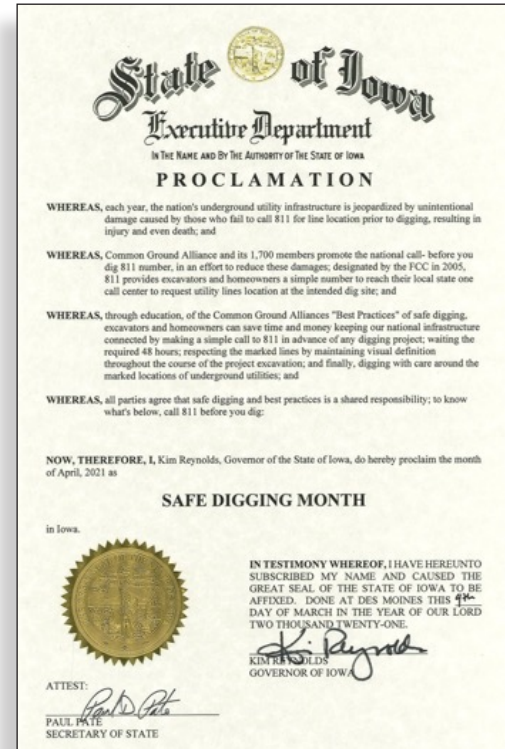 State of Iowa
Executive Department
IN THE NAME AND BY THE AUTHORITY OF THE STATE OF IOWA
PROCLAMATION
WHEREAS, each year, the nation's underground utility infrastructure is jeopardized by unintentional
damage caused by those who fail to call 811 for line location prior to digging, resulting in
injury and even death; and
WHEREAS, Common Ground Alliance and its 1,700 members promote the national call- before you
dig 811 number, in an effort to reduce these damages; designated by the FCC in 2005,
811 provides excavators and homeowners a simple number to reach their local state one
call center to request utility lines location at the intended dig site; and
WHEREAS, through education, of the Common Ground Alliances "Best Practices" of safe digging,
excavators and homeowners can save time and money keeping our national infrastructure
connected by making a simple call to 811 in advance of any digging project; waiting the
required 48 hours; respecting the marked lines by maintaining visual definition
throughout the course of the project excavation; and finally, digging with care around the
marked locations of underground utilities; and
WHEREAS, all parties agree that safe digging and best practices is a shared responsibility; to know
what's below, call 811 before you dig:
NOW, THEREFORE, I, Kim Reynolds, Governor of the State of Iowa, do hereby proclaim the month
of April, 2021 as
SAFE DIGGING MONTH
in Iowa.
IN TESTIMONY WHEREOF, I HAVE HEREUNTO
SUBSCRIBED MY NAME AND CAUSED THE
GREAT SEAL OF THE STATE OF IOWA TO BE
AFFIXED. DONE AT DES MOINES THIS 9th
DAY OF MARCH IN THE YEAR OF OUR LORD
TWO THOUSAND TWENTY-ONE.
Kim Reynolds
KIM REYNOLDS
GOVERNOR OF IOWA
ATTEST:
Paul D. Pate
PAUL PATE
SECRETARY OF STATE